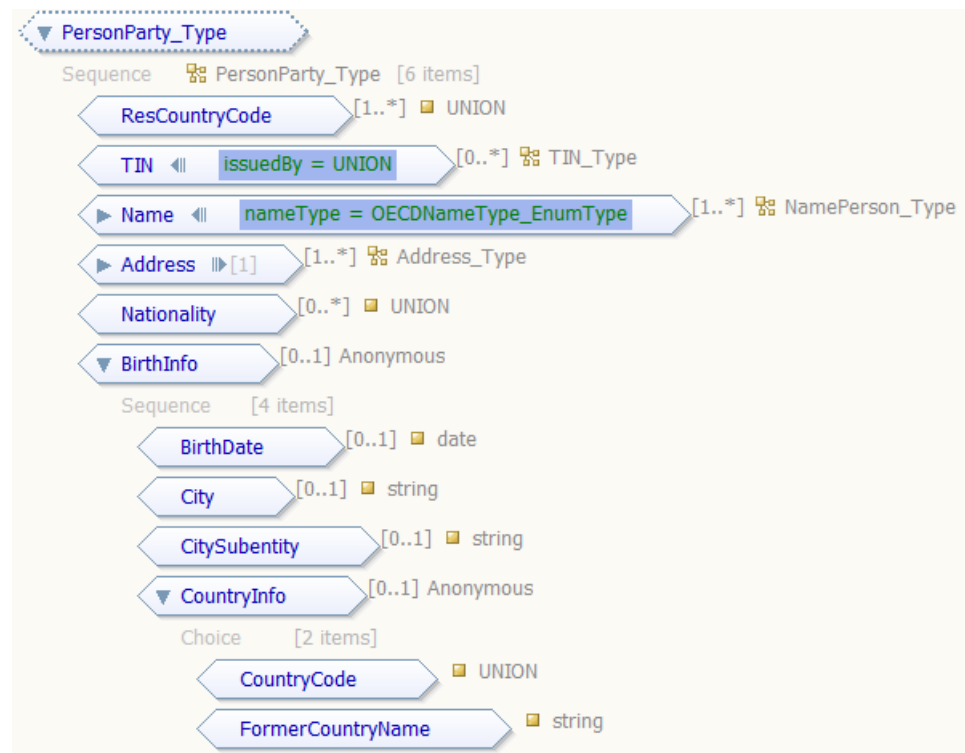 PersonParty_Type
Sequence PersonParty_Type [6 items]
ResCountryCode [1..*] UNION
TIN issuedBy = UNION [0..*] TIN_Type
Name nameType = OECDNameType_EnumType [1..*] NamePerson_Type
Address [1] [1..*] Address_Type
Nationality [0..*] UNION
BirthInfo [0..1] Anonymous
Sequence [4 items]
BirthDate [0..1] date
City [0..1] string
CitySubentity [0..1] string
CountryInfo [0..1] Anonymous
Choice [2 items]
CountryCode UNION
FormerCountryName string